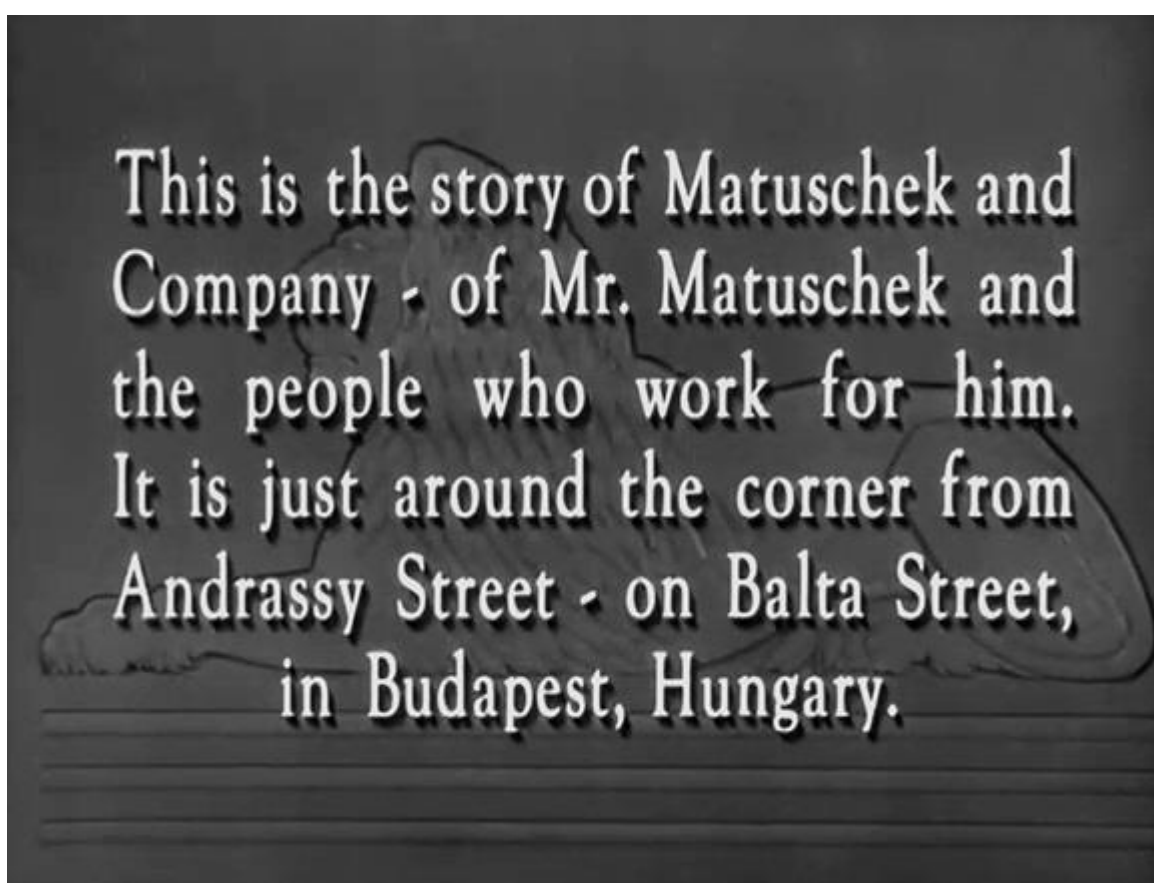 This is the story of Matuschek and
Company - of Mr. Matuschek and
the people who work for him.
It is just around the corner from
Andrassy Street - on Balta Street,
in Budapest, Hungary.